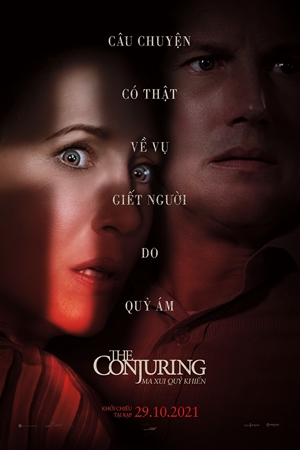 CÂU CHUYỆN
CÓ THẬT
VỀ VỤ
GIẾT NGƯỜI
DO
QUỶ ÁM
THE
CONJURING
MA XUI QUỶ KHIẾN
KHỞI CHIẾU
TẠI RẠP
29.10.2021